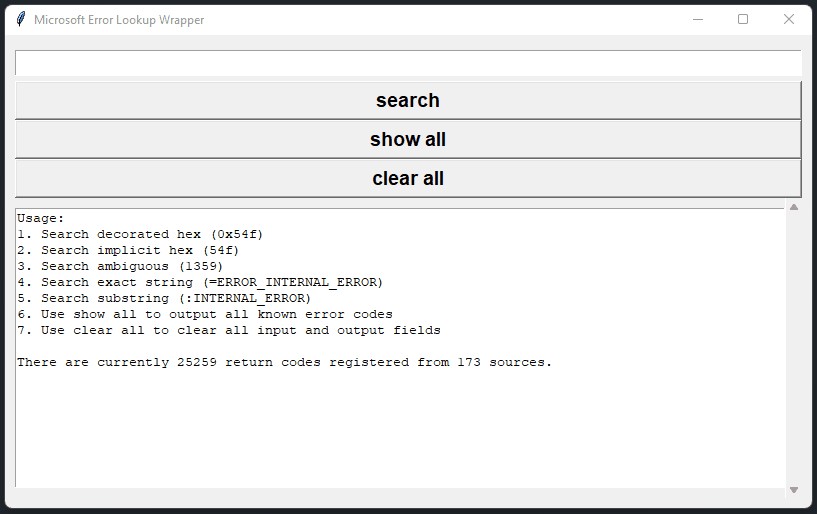 Microsoft Error Lookup Wrapper
search
show all
clear all
Usage:
1. Search decorated hex (0x54f)
2. Search implicit hex (54f)
3. Search ambiguous (1359)
4. Search exact string (=ERROR_INTERNAL_ERROR)
5. Search substring (:INTERNAL_ERROR)
6. Use show all to output all known error codes
7. Use clear all to clear all input and output fields
There are currently 25259 return codes registered from 173 sources.